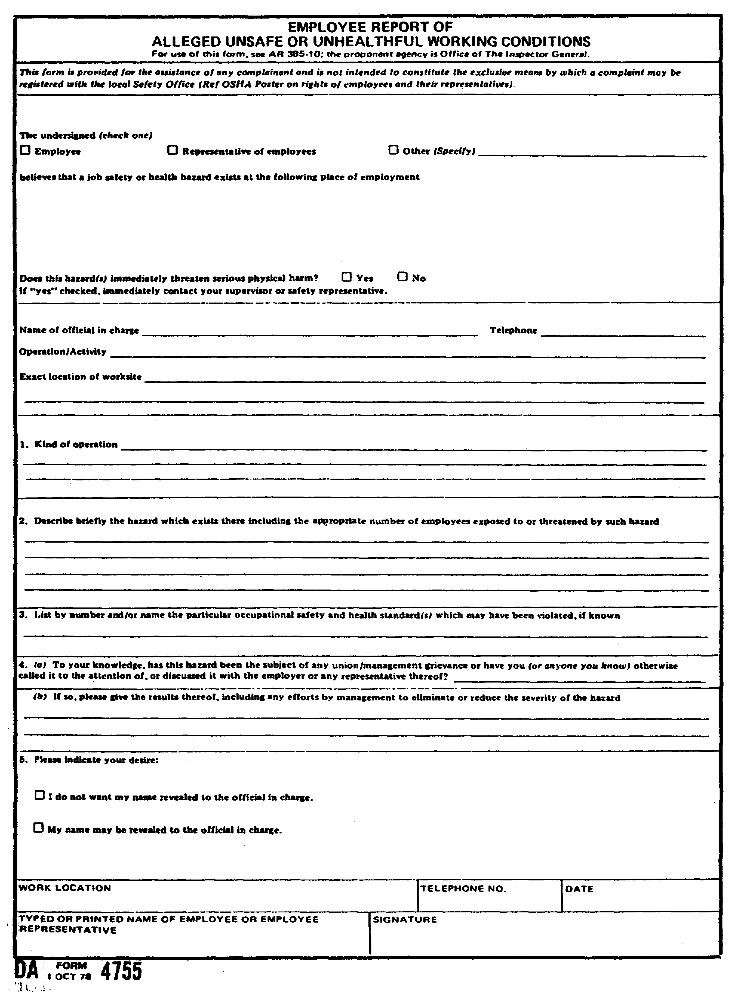 EMPLOYEE REPORT OF
ALLEGED UNSAFE OR UNHEALTHFUL WORKING CONDITIONS
For use of this form, see AR 385-10; the proponent agency is Office of The Inspector General.
This form is provided for the assistance of any complainant and is not intended to constitute the exclusive means by which a complaint may be
registered with the local Safety Office (Ref OSHA Poster on rights of employees and their representatives).
The undersigned (check one)
☐ Employee ☐ Representative of employees ☐ Other (Specify)
believes that a job safety or health hazard exists at the following place of employment
Does this hazard(s) immediately threaten serious physical harm? ☐ Yes ☐ No
If "yes" checked, immediately contact your supervisor or safety representative.
Name of official in charge Telephone
Operation/Activity
Exact location of worksite
1. Kind of operation
2. Describe briefly the hazard which exists there including the appropriate number of employees exposed to or threatened by such hazard
3. List by number and/or name the particular occupational safety and health standard(s) which may have been violated, if known
4. (a) To your knowledge, has this hazard been the subject of any union/management grievance or have you (or anyone you know) otherwise
called it to the attention of, or discussed it with the employer or any representative thereof?
(b) If so, please give the results thereof, including any efforts by management to eliminate or reduce the severity of the hazard
5. Please indicate your desire:
☐ I do not want my name revealed to the official in charge.
☐ My name may be revealed to the official in charge.
WORK LOCATION TELEPHONE NO. DATE
TYPED OR PRINTED NAME OF EMPLOYEE OR EMPLOYEE SIGNATURE
REPRESENTATIVE
DA FORM 4755
1 OCT 78